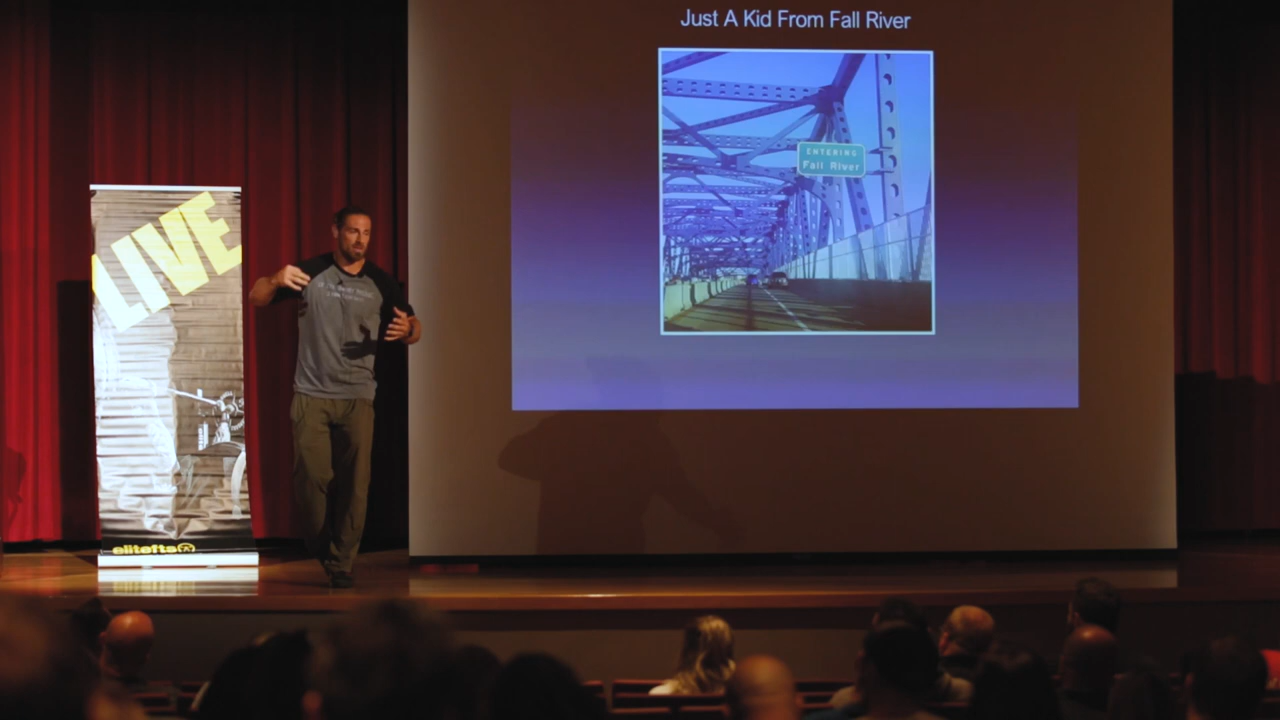 Just A Kid From Fall River
ENTERING
Fall River
LIVE
elitefts